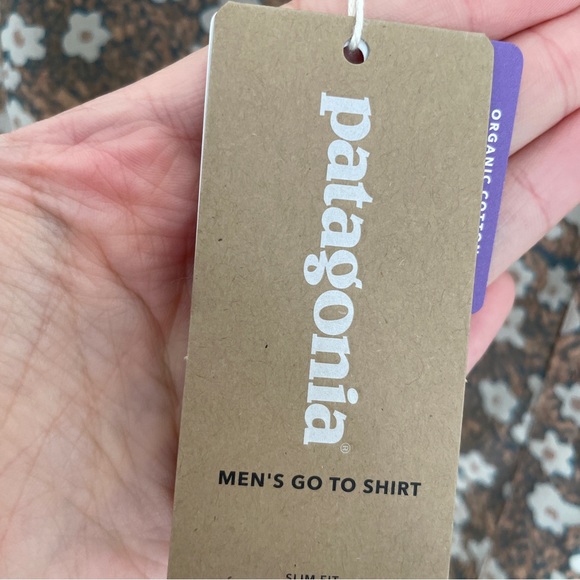 patagonia®
MEN'S GO TO SHIRT
SLIM FIT
ORGANIC COTTON